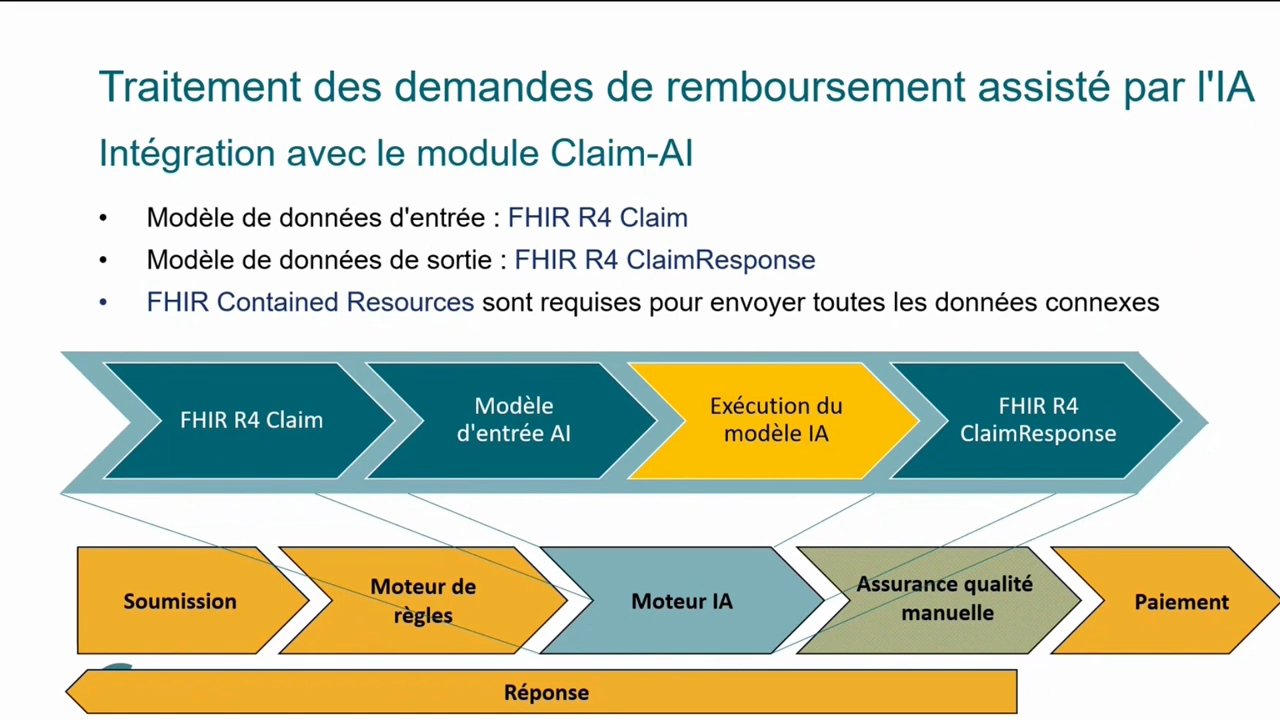 Traitement des demandes de remboursement assisté par l'IA
Intégration avec le module Claim-AI
• Modèle de données d'entrée : FHIR R4 Claim
• Modèle de données de sortie : FHIR R4 ClaimResponse
• FHIR Contained Resources sont requises pour envoyer toutes les données connexes
FHIR R4 Claim
Modèle
d'entrée AI
Exécution du
modèle IA
FHIR R4
ClaimResponse
Soumission
Moteur de
règles
Moteur IA
Assurance qualité
manuelle
Paiement
Réponse